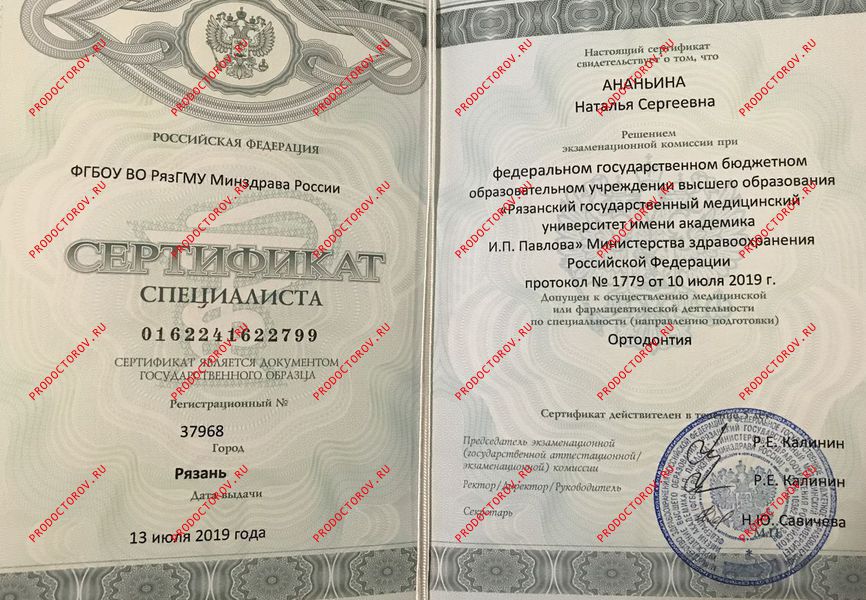 РОССИЙСКАЯ ФЕДЕРАЦИЯ
ФГБОУ ВО РязГМУ Минздрава России
СЕРТИФИКАТ
СПЕЦИАЛИСТА
0162241622799
СЕРТИФИКАТ ЯВЛЯЕТСЯ ДОКУМЕНТОМ
ГОСУДАРСТВЕННОГО ОБРАЗЦА
Регистрационный №
37968
Город
Рязань
Дата выдачи
13 июля 2019 года
Настоящий сертификат
свидетельствует о том, что
АНАНЬИНА
Наталья Сергеевна
Решением
экзаменационной комиссии при
федеральном государственном бюджетном
образовательном учреждении высшего образования
«Рязанский государственный медицинский
университет имени академика
И.П. Павлова» Министерства здравоохранения
Российской Федерации
протокол № 1779 от 10 июля 2019 г.
Допущен к осуществлению медицинской
или фармацевтической деятельности
по специальности (направлению подготовки)
Ортодонтия
Сертификат действителен в течение 5 лет
Председатель экзаменационной
(государственной аттестационной/
экзаменационной) комиссии
Р.Е. Калинин
Ректор/Директор/Руководитель
Р.Е. Калинин
Секретарь
Н.Ю. Савичева
М.П.
PRODOCTOROV.RU